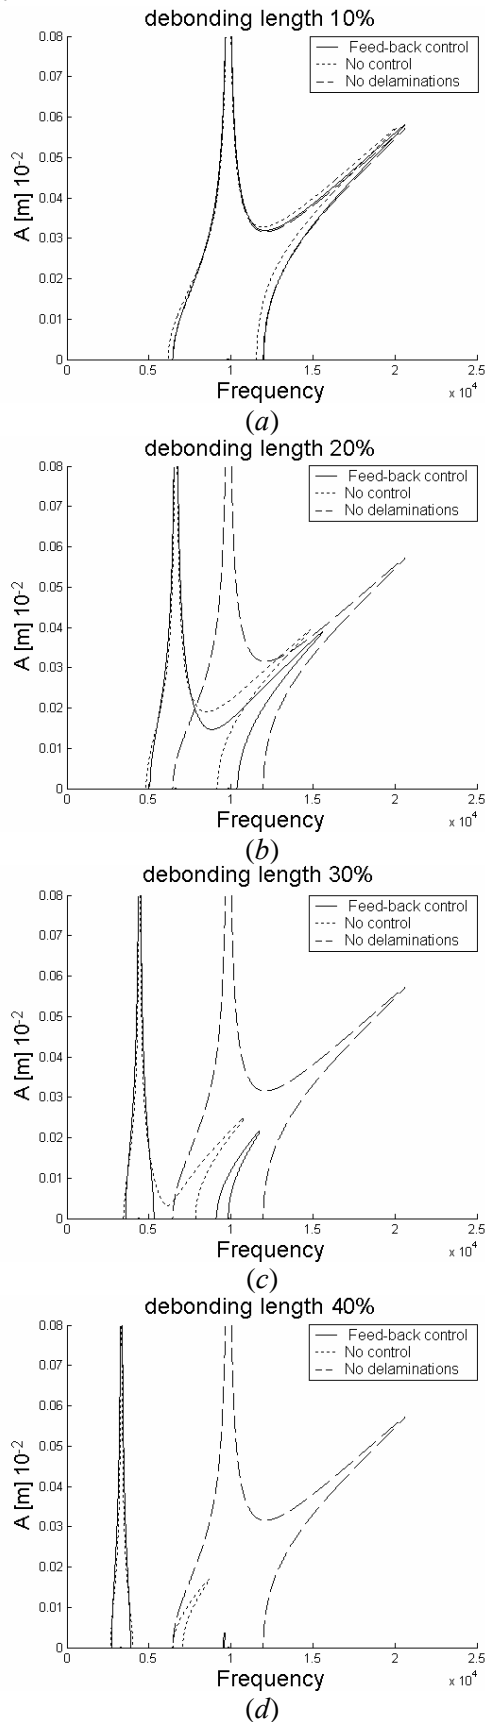 debonding length 10%
0.08
0.07
0.06
0.05
0.04
0.03
0.02
0.01
0
A [m] 10-2
Feed-back control
No control
No delaminations
0 0.5 1.0 1.5 2.0 2.5
Frequency
x 10^4
(a)
debonding length 20%
0.08
0.07
0.06
0.05
0.04
0.03
0.02
0.01
0
A [m] 10-2
Feed-back control
No control
No delaminations
0 0.5 1.0 1.5 2.0 2.5
Frequency
x 10^4
(b)
debonding length 30%
0.08
0.07
0.06
0.05
0.04
0.03
0.02
0.01
0
A [m] 10-2
Feed-back control
No control
No delaminations
0 0.5 1.0 1.5 2.0 2.5
Frequency
x 10^4
(c)
debonding length 40%
0.08
0.07
0.06
0.05
0.04
0.03
0.02
0.01
0
A [m] 10-2
Feed-back control
No control
No delaminations
0 0.5 1.0 1.5 2.0 2.5
Frequency
x 10^4
(d)